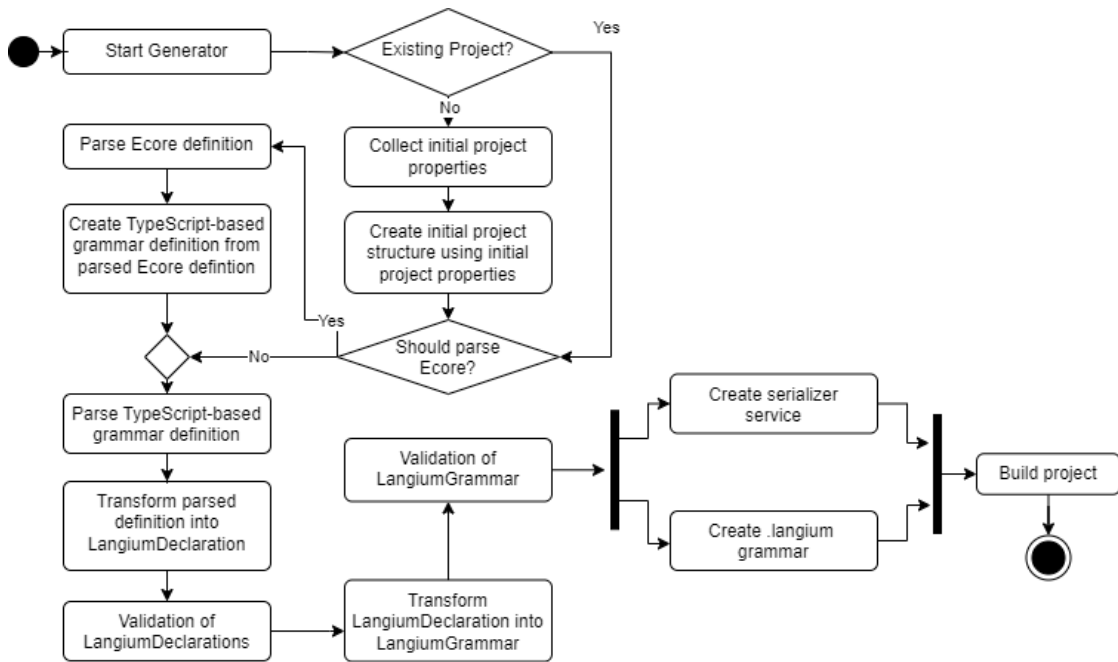 Start Generator
Existing Project?
Yes
No
Parse Ecore definition
Collect initial project
properties
Create TypeScript-based
grammar definition from
parsed Ecore defintion
Create initial project
structure using initial
project properties
Yes
No
Should parse
Ecore?
Parse TypeScript-based
grammar definition
Create serializer
service
Validation of
LangiumGrammar
Build project
Transform parsed
definition into
LangiumDeclaration
Create .langium
grammar
Validation of
LangiumDeclarations
Transform
LangiumDeclaration into
LangiumGrammar